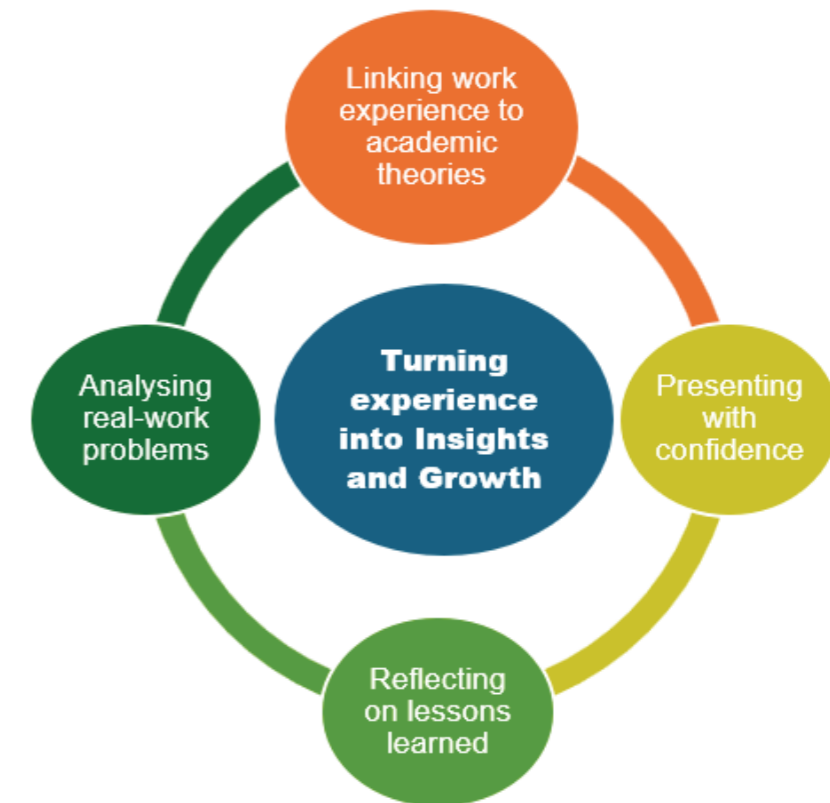 Linking work
experience to
academic
theories
Turning
experience
into Insights
and Growth
Analysing
real-work
problems
Presenting
with
confidence
Reflecting
on lessons
learned